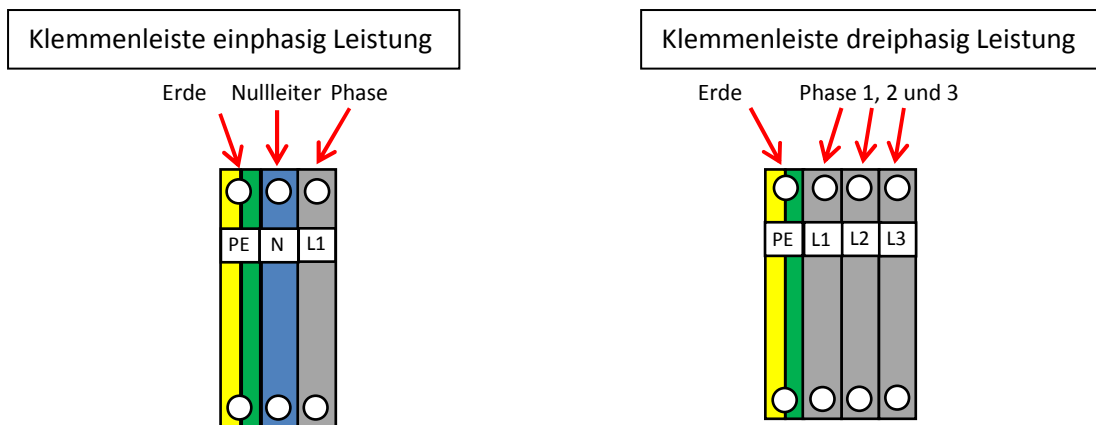 Klemmenleiste einphasig Leistung
Erde Nullleiter Phase
PE N L1
Klemmenleiste dreiphasig Leistung
Erde Phase 1, 2 und 3
PE L1 L2 L3